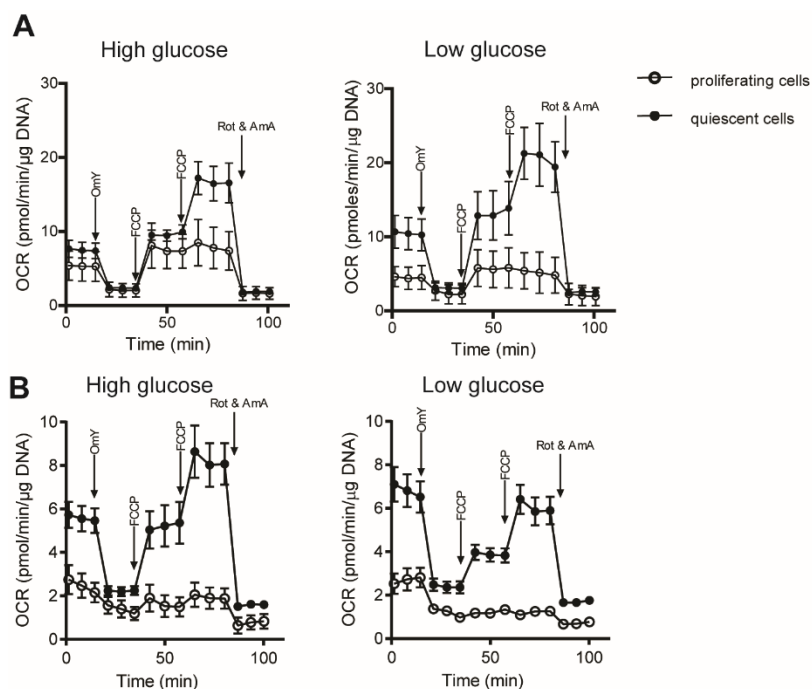 A
High glucose
Low glucose
OCR (pmol/min/µg DNA)
30
20
10
0
0
50
100
Time (min)
OmY
FCCP
FCCP
Rot & AmA
OCR (pmoles/min/µg DNA)
30
20
10
0
0
50
100
Time (min)
OmY
FCCP
FCCP
Rot & AmA
proliferating cells
quiescent cells
B
High glucose
Low glucose
OCR (pmol/min/µg DNA)
10
8
6
4
2
0
0
50
100
Time (min)
OmY
FCCP
FCCP
Rot & AmA
OCR (pmol/min/µg DNA)
10
8
6
4
2
0
0
50
100
Time (min)
OmY
FCCP
FCCP
Rot & AmA